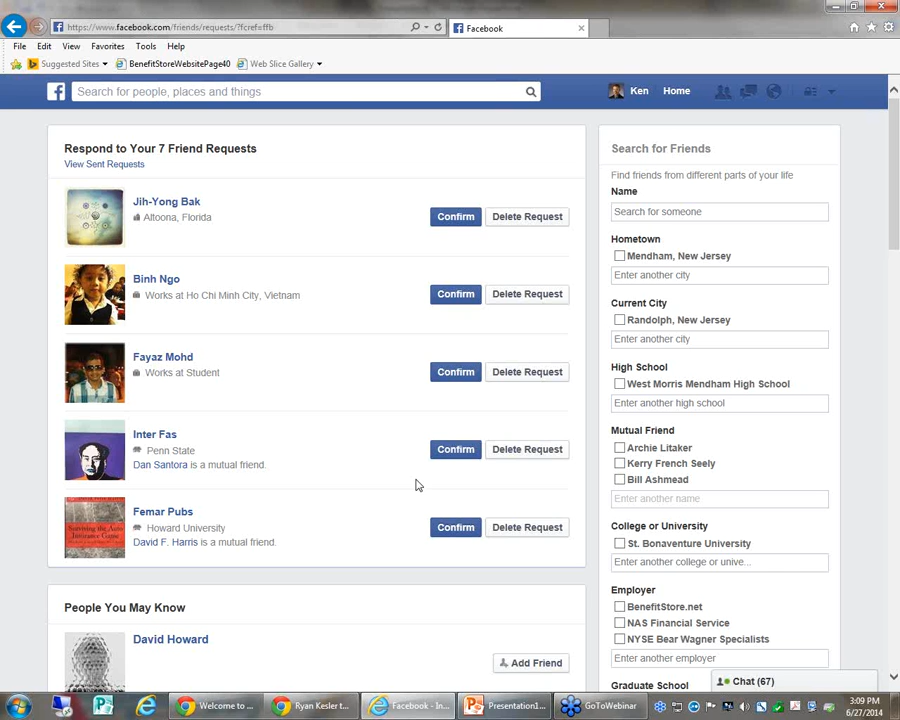 https://www.facebook.com/friends/requests/?fcref=ffb
Facebook
File Edit View Favorites Tools Help
Suggested Sites BenefitStoreWebsitePage40 Web Slice Gallery
Search for people, places and things
Ken Home
Respond to Your 7 Friend Requests
View Sent Requests
Jih-Yong Bak
Altoona, Florida
Confirm Delete Request
Binh Ngo
Works at Ho Chi Minh City, Vietnam
Confirm Delete Request
Fayaz Mohd
Works at Student
Confirm Delete Request
Inter Fas
Penn State
Dan Santora is a mutual friend.
Confirm Delete Request
Surviving the Auto
Insurance Game
Femar Pubs
Howard University
David F. Harris is a mutual friend.
Confirm Delete Request
People You May Know
David Howard
Add Friend
Search for Friends
Find friends from different parts of your life
Name
Search for someone
Hometown
Mendham, New Jersey
Enter another city
Current City
Randolph, New Jersey
Enter another city
High School
West Morris Mendham High School
Enter another high school
Mutual Friend
Archie Litaker
Kerry French Seely
Bill Ashmead
Enter another name
College or University
St. Bonaventure University
Enter another college or unive...
Employer
BenefitStore.net
NAS Financial Service
NYSE Bear Wagner Specialists
Enter another employer
Graduate School
Chat (67)
Welcome to ...
Ryan Kesler t...
Facebook - In...
Presentation1...
GoToWebinar
3:09 PM
6/27/2014